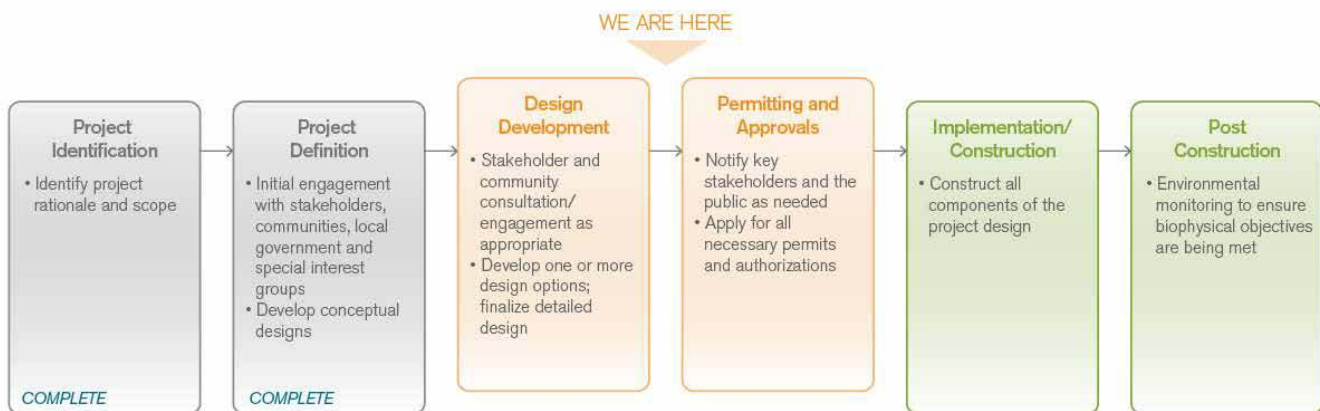 WE ARE HERE
Project
Identification
• Identify project
rationale and scope
COMPLETE
Project
Definition
• Initial engagement
with stakeholders,
communities, local
government and
special interest
groups
• Develop conceptual
designs
COMPLETE
Design
Development
• Stakeholder and
community
consultation/
engagement as
appropriate
• Develop one or more
design options;
finalize detailed
design
Permitting and
Approvals
• Notify key
stakeholders and the
public as needed
• Apply for all
necessary permits
and authorizations
Implementation/
Construction
• Construct all
components of the
project design
Post
Construction
• Environmental
monitoring to ensure
biophysical objectives
are being met